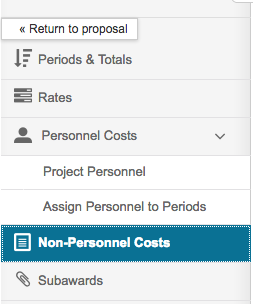 « Return to proposal
Periods & Totals
Rates
Personnel Costs
Project Personnel
Assign Personnel to Periods
Non-Personnel Costs
Subawards